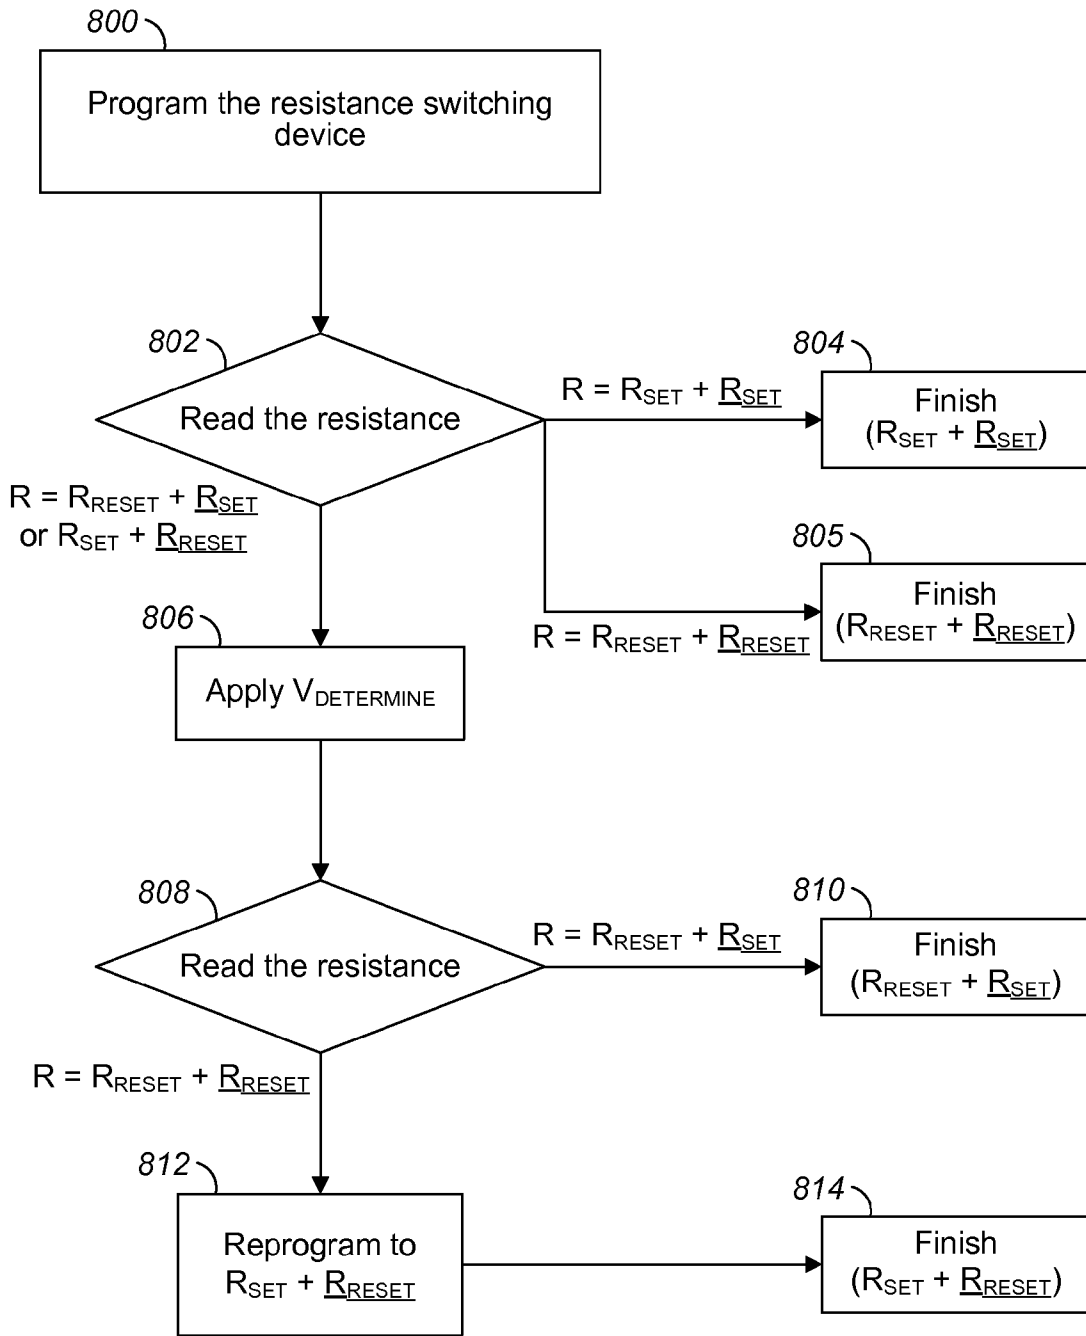 800
Program the resistance switching
device
802
Read the resistance
R = RSET + RSET
804
Finish
(RSET + RSET)
R = RRESET + RSET
or RSET + RRESET
805
Finish
(RRESET + RRESET)
R = RRESET + RRESET
806
Apply VDETERMINE
808
Read the resistance
R = RRESET + RSET
810
Finish
(RRESET + RSET)
R = RRESET + RRESET
812
Reprogram to
RSET + RRESET
814
Finish
(RSET + RRESET)